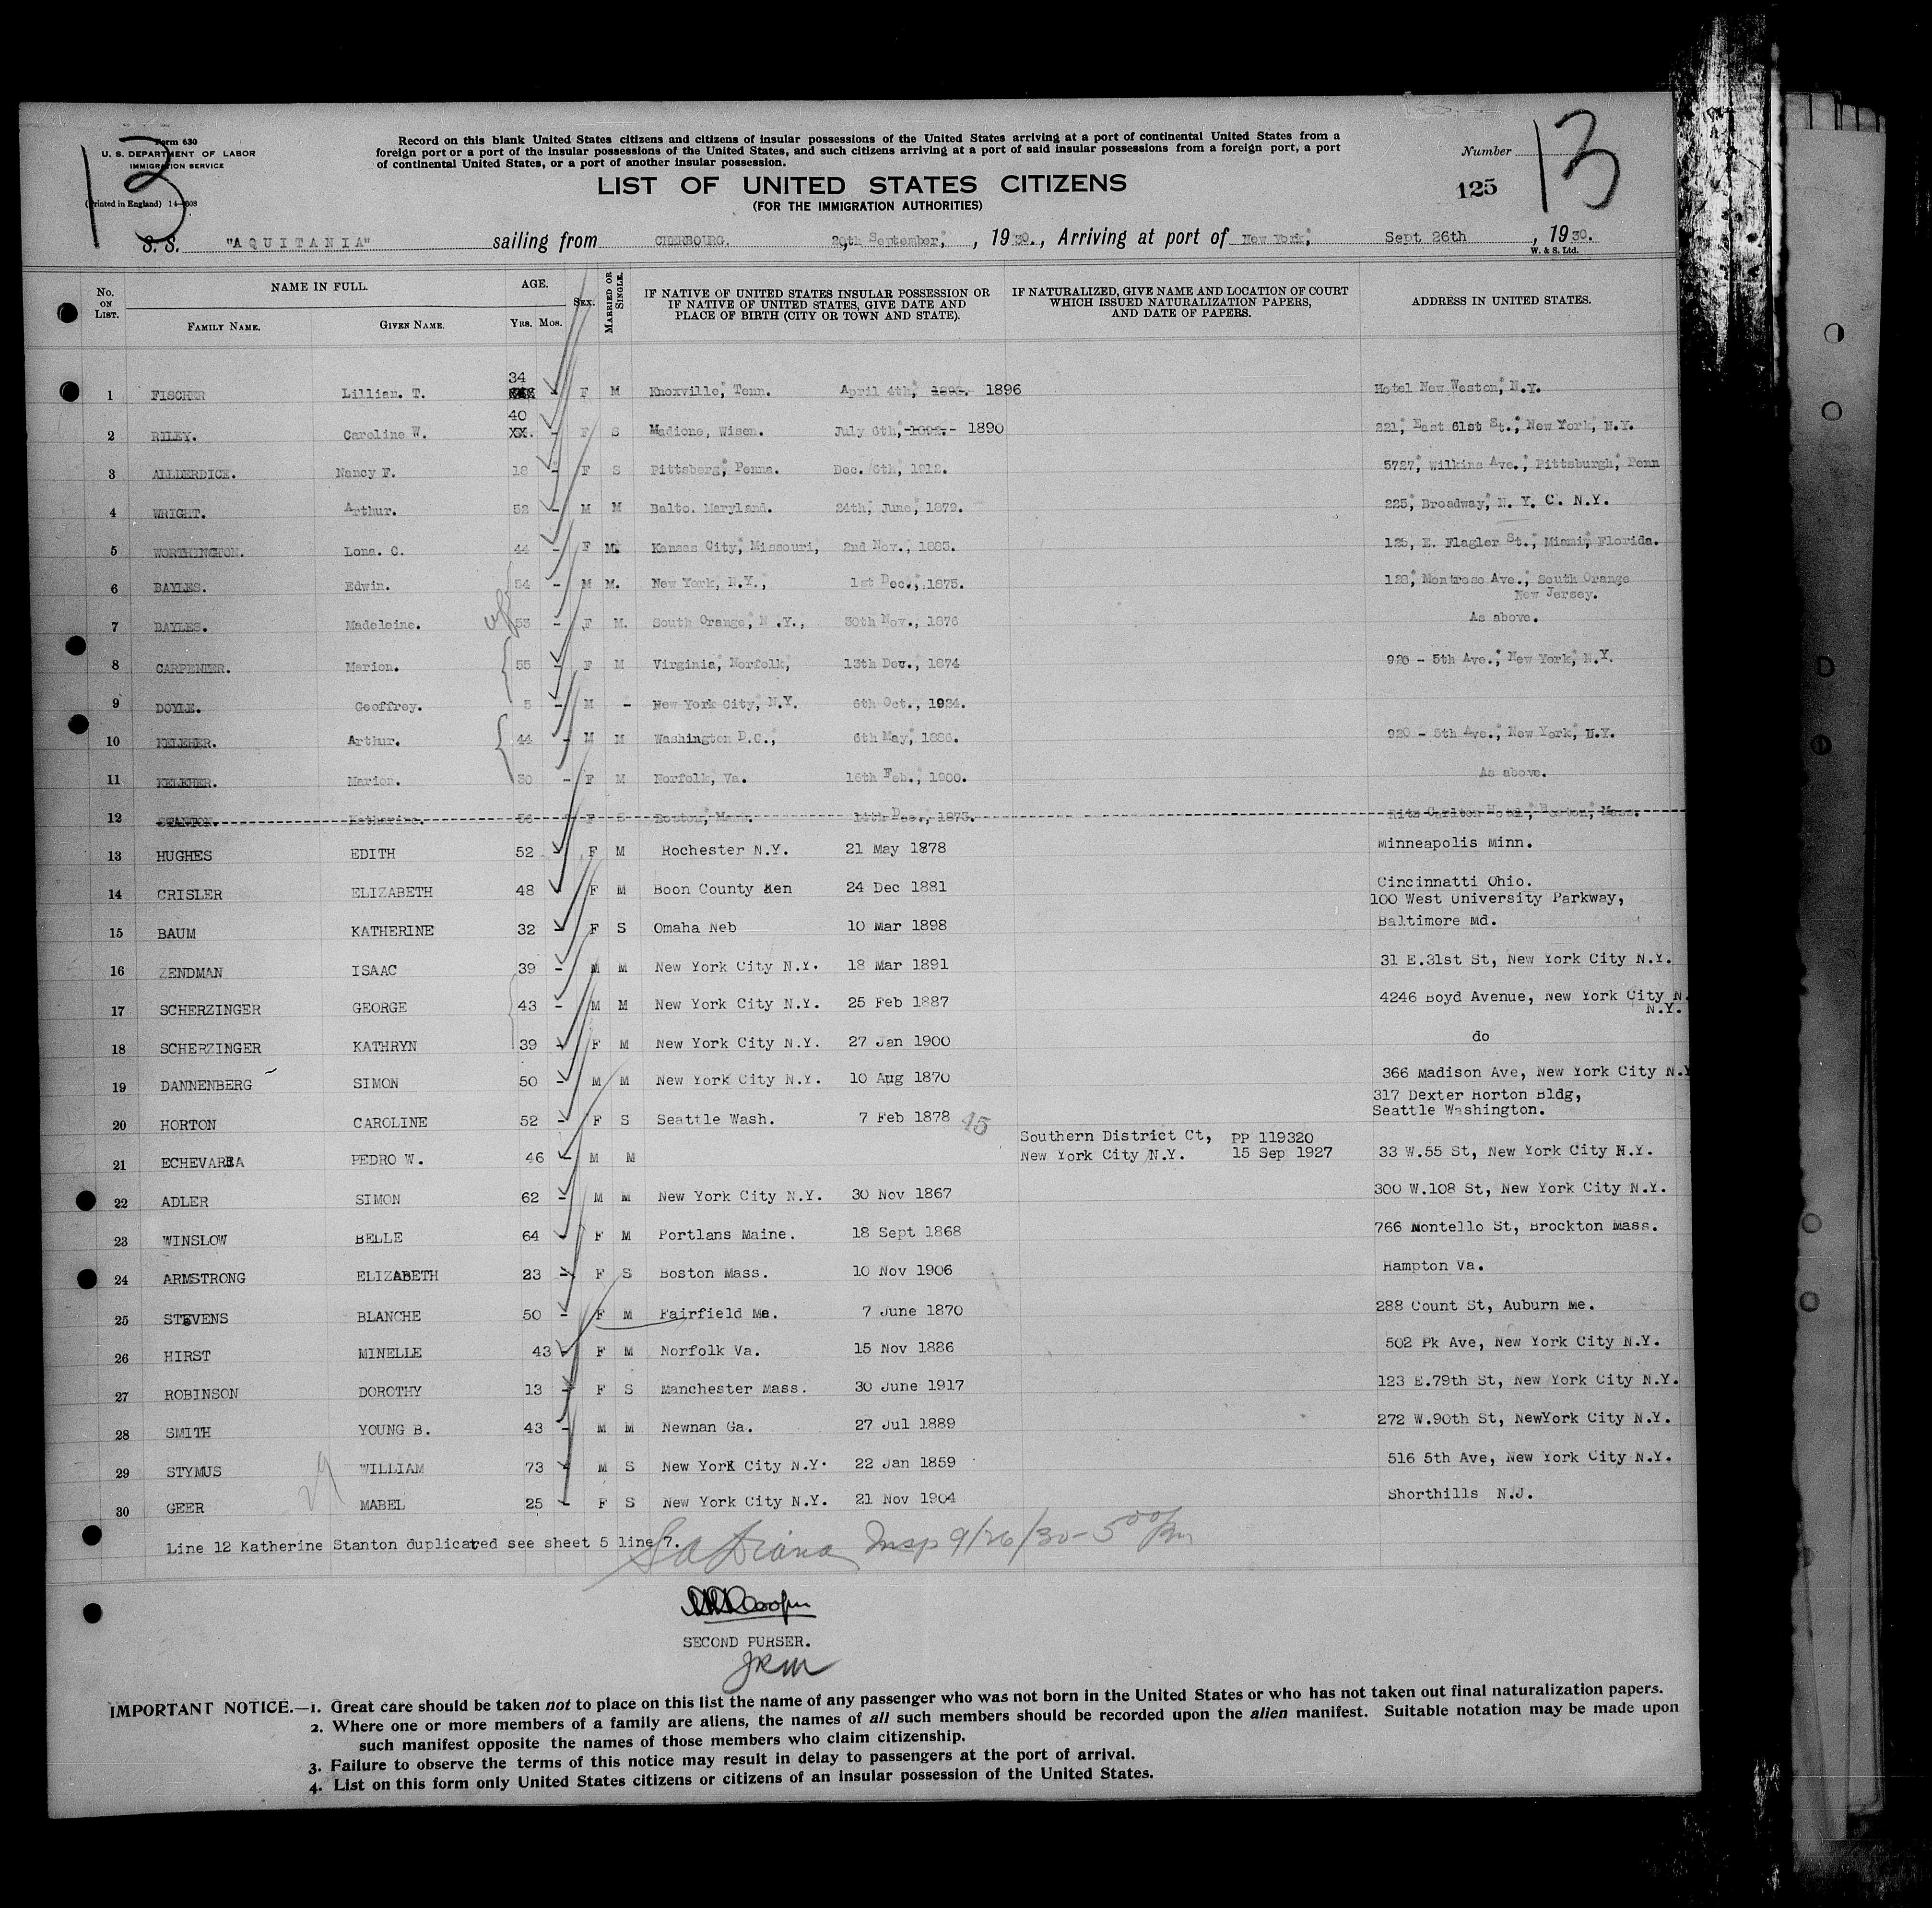 13
Form 630
U. S. DEPARTMENT OF LABOR
IMMIGRATION SERVICE
(Printed in England) 14—608
Record on this blank United States citizens and citizens of insular possessions of the United States arriving at a port of continental United States from a
foreign port or a port of the insular possessions of the United States, and such citizens arriving at a port of said insular possessions from a foreign port, a port
of continental United States, or a port of another insular possession.
LIST OF UNITED STATES CITIZENS
(FOR THE IMMIGRATION AUTHORITIES)
Number 13
125
S. S. "AQUITANIA" sailing from CHERBOURG. 20th September, , 1930., Arriving at port of New York, Sept 26th , 1930.
W. & S. Ltd.
No. ON LIST. NAME IN FULL. FAMILY NAME. GIVEN NAME. AGE. YRS. MOS. SEX. MARRIED OR SINGLE. IF NATIVE OF UNITED STATES INSULAR POSSESSION OR IF NATIVE OF UNITED STATES, GIVE DATE AND PLACE OF BIRTH (CITY OR TOWN AND STATE). IF NATURALIZED, GIVE NAME AND LOCATION OF COURT WHICH ISSUED NATURALIZATION PAPERS, AND DATE OF PAPERS. ADDRESS IN UNITED STATES.
1 FISCHER Lillian. T. 34 - F M Knoxville, Tenn. April 4th, 1896 Hotel New Weston, N.Y.
2 RILEY. Caroline W. 40 XX. - F S Madione, Wisen. July 6th, 1890 221, East 61st St., New York, N.Y.
3 ALLDERDICE. Nancy F. 18 - F S Pittsberg, Penna. Dec. 6th, 1912. 5727, Wilkins Ave., Pittsburgh, Penn
4 WRIGHT. Arthur. 52 - M M Balto. Maryland. 24th, June, 1879. 225, Broadway, N. Y. C. N.Y.
5 WORTHINGTON. Lona. C. 44 - F M. Kansas City, Missouri, 2nd Nov., 1885. 125, E. Flagler St., Miami, Florida.
6 BAYLES. Edwin. 54 - M M. New York, N.Y., 1st Dec., 1875. 128, Montrose Ave., South Orange
New Jersey.
7 BAYLES. Madeleine. 53 - F M. South Orange, N.Y., 30th Nov., 1876 As above.
8 CARPENTER. Marion. 55 - F M Virginia, Norfolk, 13th Dev., 1874 920 - 5th Ave., New York, N.Y.
9 DOYLE. Geoffrey. 5 - M - New York City, N.Y. 6th Oct., 1924.
10 KELEHER. Arthur. 44 - M M Washington D.C., 6th May, 1886. 920 - 5th Ave., New York, N.Y.
11 KELEHER. Marion. 30 - F M Norfolk, Va. 16th Feb., 1900. As above.
12 STANTON. Katherine. 56 F S Boston, Mass. 14th Dec., 1873. Ritz Carlton Hotel, Boston, Mass.
13 HUGHES EDITH 52 F M Rochester N.Y. 21 May 1878 Minneapolis Minn.
14 CRISLER ELIZABETH 48 F M Boon County Ken 24 Dec 1881 Cincinnatti Ohio.
100 West University Parkway,
15 BAUM KATHERINE 32 - F S Omaha Neb 10 Mar 1898 Baltimore Md.
16 ZENDMAN ISAAC 39 - M M New York City N.Y. 18 Mar 1891 31 E.31st St, New York City N.Y.
17 SCHERZINGER GEORGE 43 - M M New York City N.Y. 25 Feb 1887 4246 Boyd Avenue, New York City N.
N.Y.
18 SCHERZINGER KATHRYN 39 - F M New York City N.Y. 27 Jan 1900 do
19 DANNENBERG SIMON 50 - M M New York City N.Y. 10 Aug 1870 366 Madison Ave, New York City N.Y
317 Dexter Horton Bldg,
20 HORTON CAROLINE 52 - F S Seattle Wash. 7 Feb 1878 Seattle Washington.
Southern District Ct, PP 119320
21 ECHEVARRIA PEDRO W. 46 - M M New York City N.Y. 15 Sep 1927 33 W.55 St, New York City N.Y.
22 ADLER SIMON 62 - M M New York City N.Y. 30 Nov 1867 300 W.108 St, New York City N.Y.
23 WINSLOW BELLE 64 - F M Portlans Maine. 18 Sept 1868 766 Montello St, Brockton Mass.
24 ARMSTRONG ELIZABETH 23 - F S Boston Mass. 10 Nov 1906 Hampton Va.
25 STEVENS BLANCHE 50 - F M Fairfield Me. 7 June 1870 288 Count St, Auburn Me.
26 HIRST MINELLE 43 - F M Norfolk Va. 15 Nov 1886 502 Pk Ave, New York City N.Y.
27 ROBINSON DOROTHY 13 - F S Manchester Mass. 30 June 1917 123 E.79th St, New York City N.Y.
28 SMITH YOUNG B. 43 - M M Newnan Ga. 27 Jul 1889 272 W.90th St, NewYork City N.Y.
29 STYMUS WILLIAM 73 - M S New York City N.Y. 22 Jan 1859 516 5th Ave, New York City N.Y.
30 GEER MABEL 25 - F S New York City N.Y. 21 Nov 1904 Shorthills N.J.
Line 12 Katherine Stanton duplicatred see sheet 5 line 7. Insp 9/26/30 - 5 00 Pm
SECOND PURSER.
JRM
IMPORTANT NOTICE.—1. Great care should be taken not to place on this list the name of any passenger who was not born in the United States or who has not taken out final naturalization papers.
2. Where one or more members of a family are aliens, the names of all such members should be recorded upon the alien manifest. Suitable notation may be made upon
such manifest opposite the names of those members who claim citizenship.
3. Failure to observe the terms of this notice may result in delay to passengers at the port of arrival.
4. List on this form only United States citizens or citizens of an insular possession of the United States.